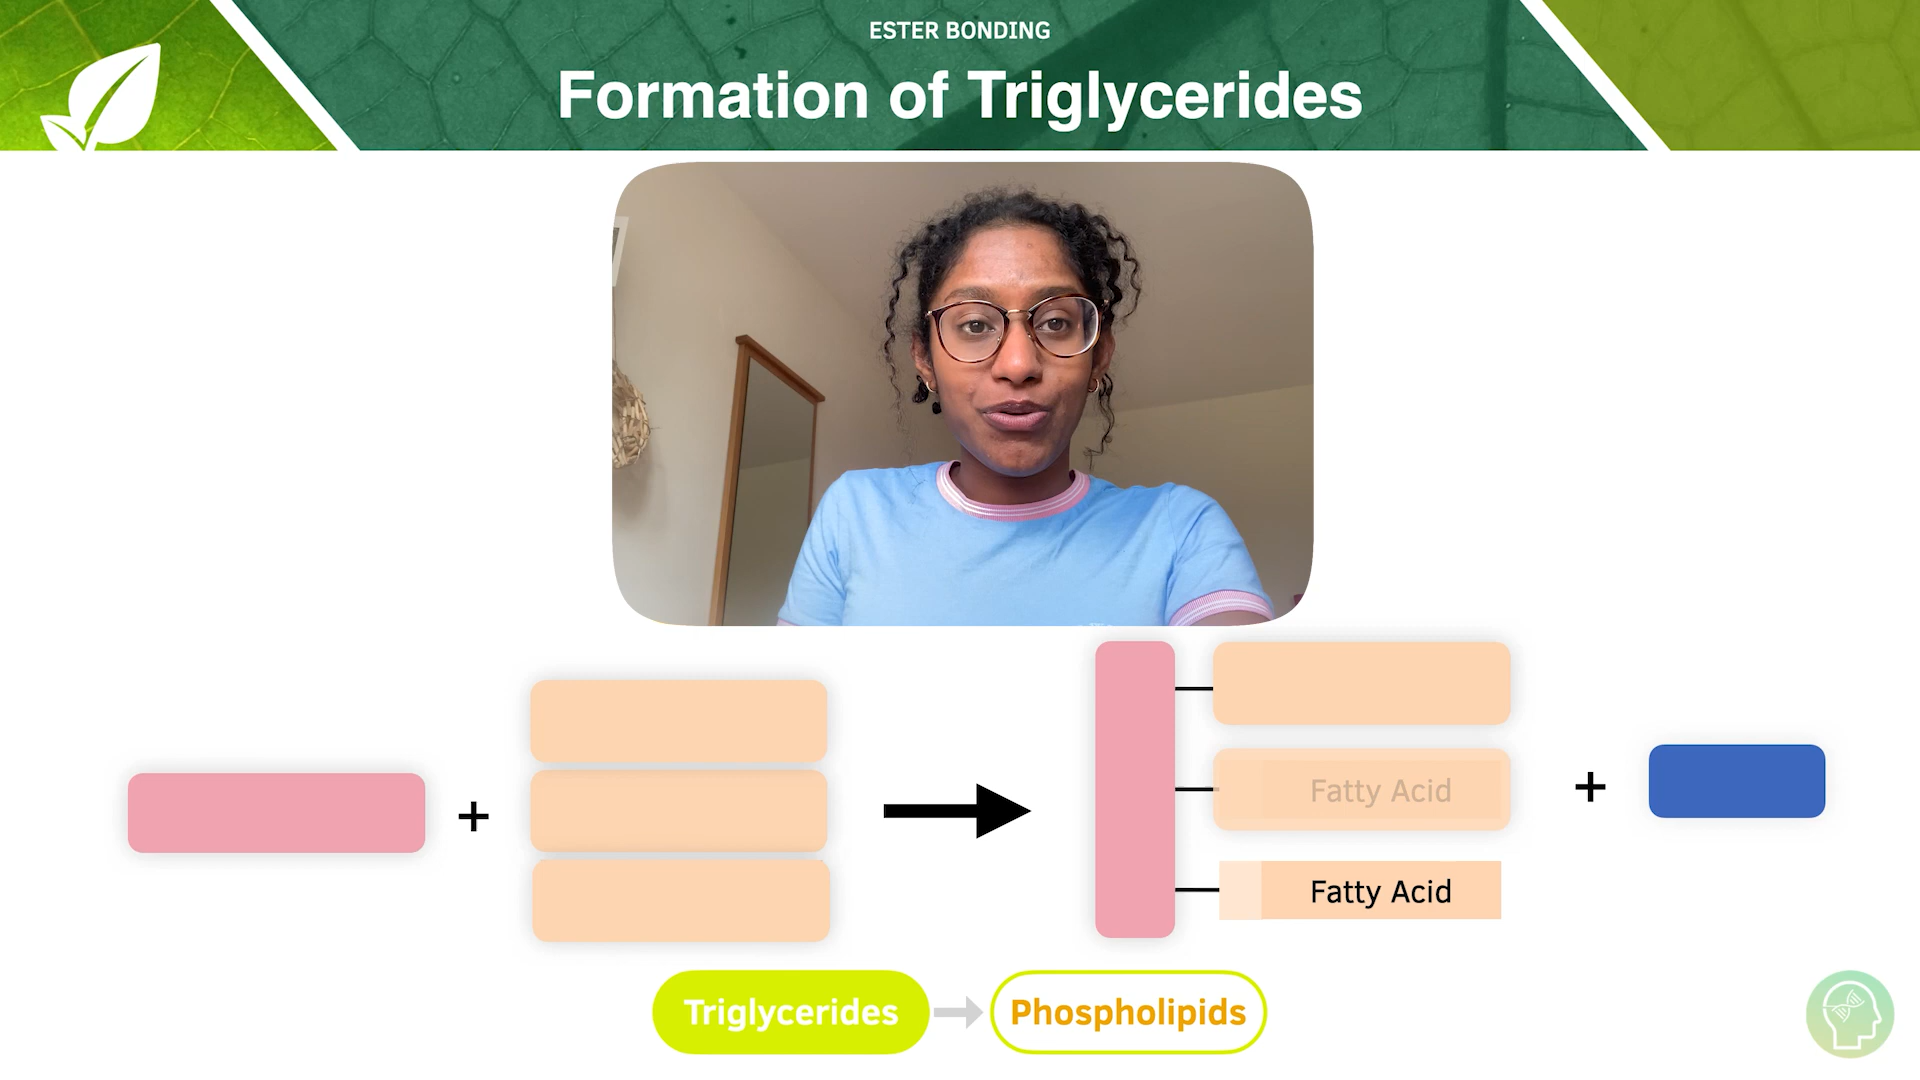 ESTER BONDING
Formation of Triglycerides
+
Fatty Acid
+
Fatty Acid
Triglycerides
Phospholipids